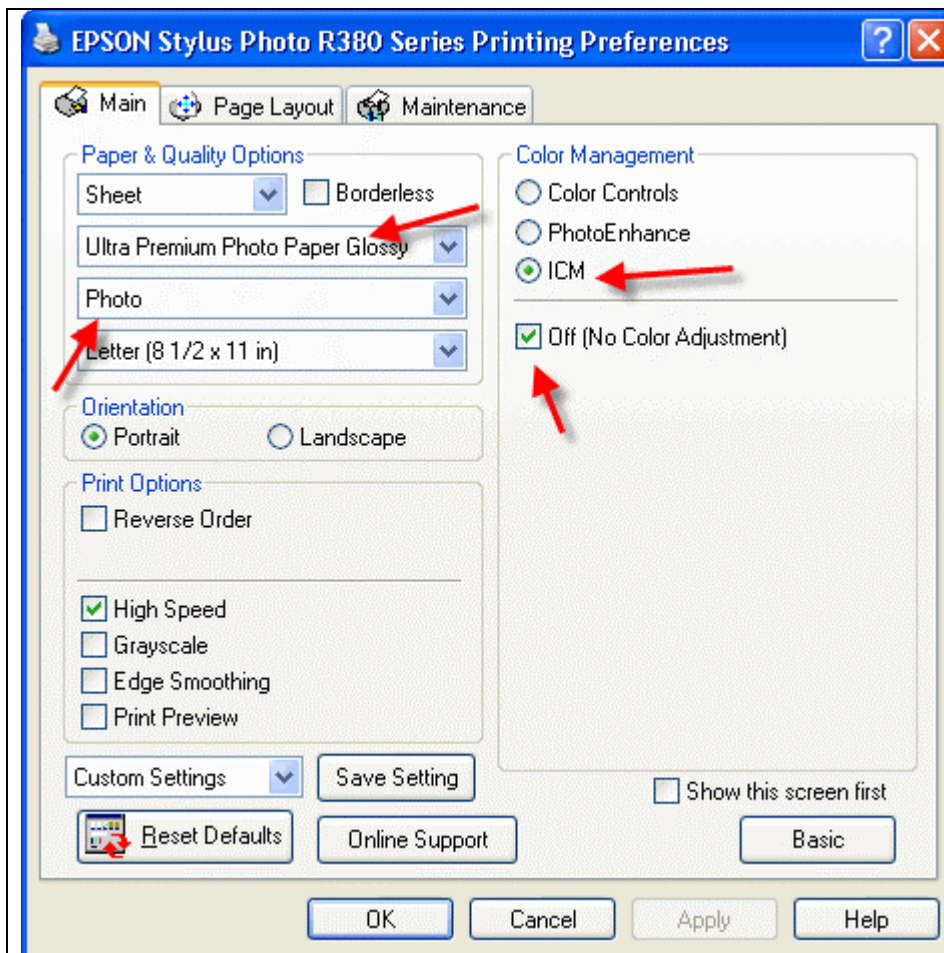 EPSON Stylus Photo R380 Series Printing Preferences
Main
Page Layout
Maintenance
Paper & Quality Options
Sheet
Borderless
Ultra Premium Photo Paper Glossy
Photo
Letter (8 1/2 x 11 in)
Orientation
Portrait
Landscape
Print Options
Reverse Order
High Speed
Grayscale
Edge Smoothing
Print Preview
Color Management
Color Controls
PhotoEnhance
ICM
Off (No Color Adjustment)
Custom Settings
Save Setting
Show this screen first
Reset Defaults
Online Support
Basic
OK
Cancel
Apply
Help